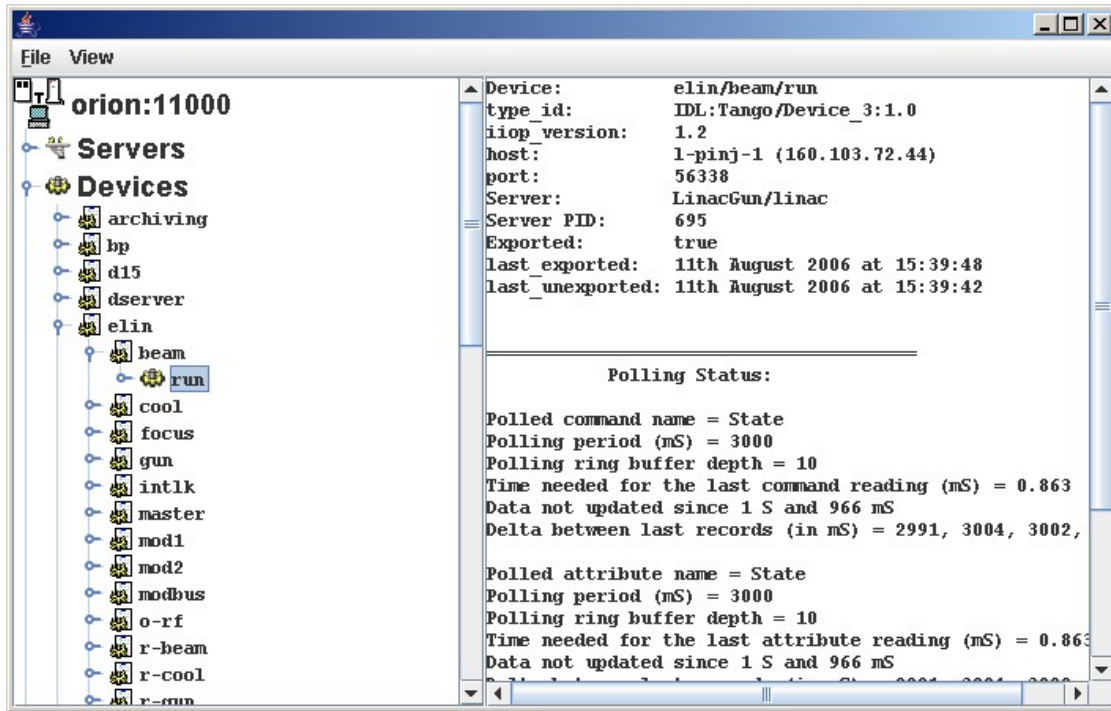 File View
orion:11000
Servers
Devices
archiving
bp
d15
dserver
elin
beam
run
cool
focus
gun
intlk
master
mod1
mod2
modbus
o-rf
r-beam
r-cool
r-gun
Device: elin/beam/run
type_id: IDL:Tango/Device_3:1.0
iiop_version: 1.2
host: l-pinj-1 (160.103.72.44)
port: 56338
Server: LinacGun/linac
Server PID: 695
Exported: true
last_exported: 11th August 2006 at 15:39:48
last_unexported: 11th August 2006 at 15:39:42
Polling Status:
Polled command name = State
Polling period (mS) = 3000
Polling ring buffer depth = 10
Time needed for the last command reading (mS) = 0.863
Data not updated since 1 S and 966 mS
Delta between last records (in mS) = 2991, 3004, 3002,
Polled attribute name = State
Polling period (mS) = 3000
Polling ring buffer depth = 10
Time needed for the last attribute reading (mS) = 0.863
Data not updated since 1 S and 966 mS